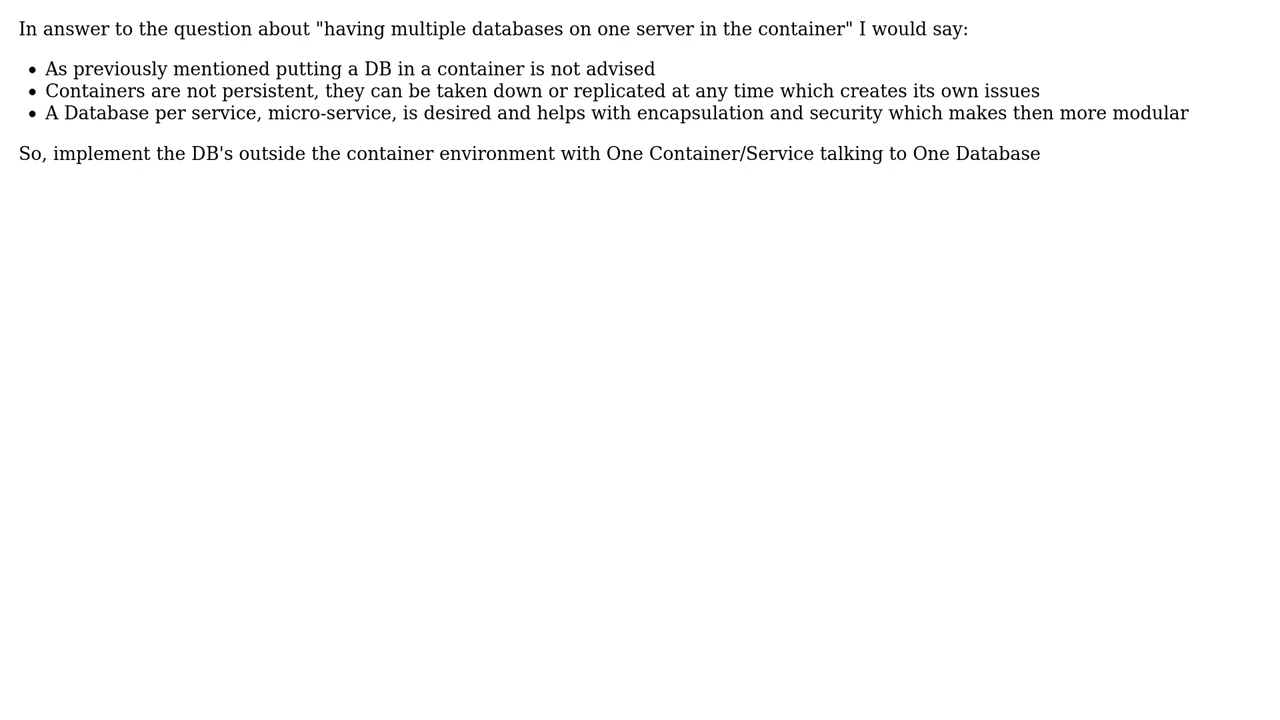 In answer to the question about "having multiple databases on one server in the container" I would say:
• As previously mentioned putting a DB in a container is not advised
• Containers are not persistent, they can be taken down or replicated at any time which creates its own issues
• A Database per service, micro-service, is desired and helps with encapsulation and security which makes then more modular
So, implement the DB's outside the container environment with One Container/Service talking to One Database